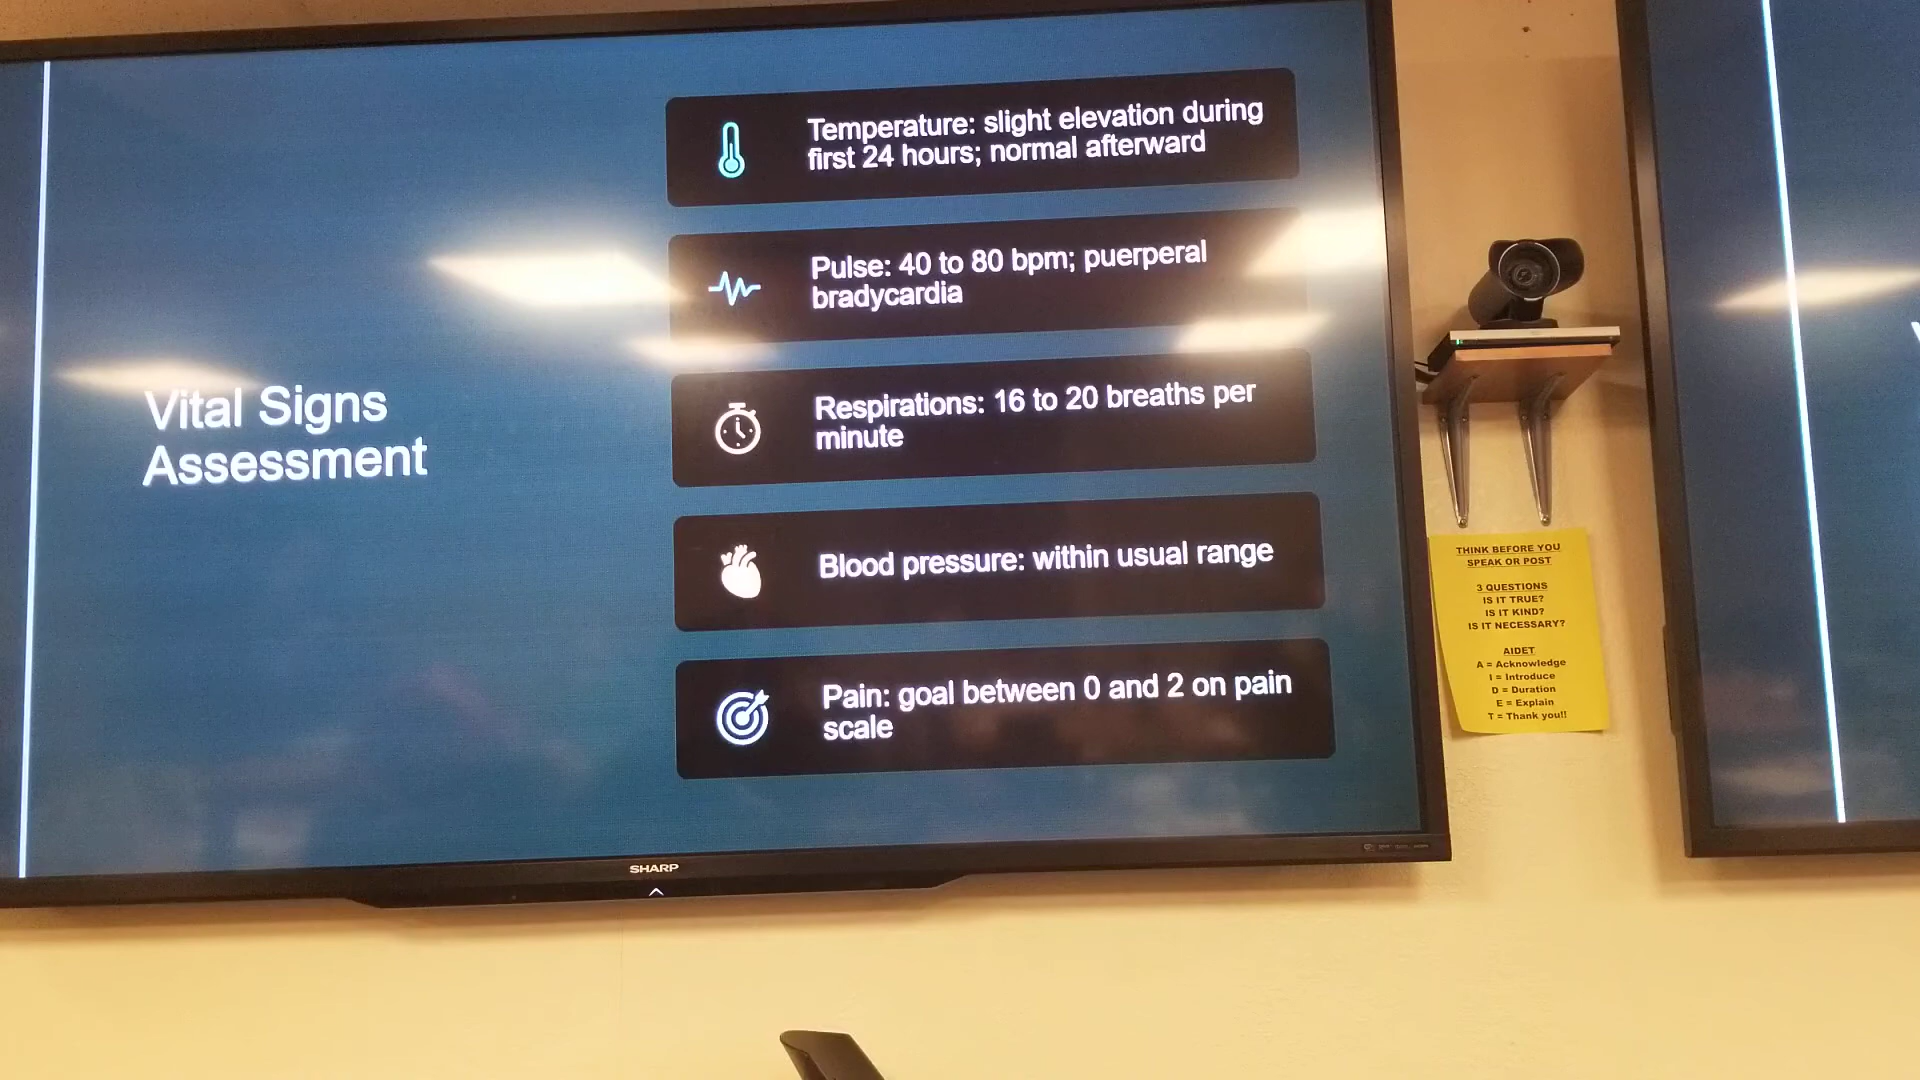 Vital Signs
Assessment
Temperature: slight elevation during
first 24 hours; normal afterward
Pulse: 40 to 80 bpm; puerperal
bradycardia
Respirations: 16 to 20 breaths per
minute
Blood pressure: within usual range
Pain: goal between 0 and 2 on pain
scale
SHARP
THINK BEFORE YOU
SPEAK OR POST
3 QUESTIONS
IS IT TRUE?
IS IT KIND?
IS IT NECESSARY?
AIDET
A = Acknowledge
I = Introduce
D = Duration
E = Explain
T = Thank you!!